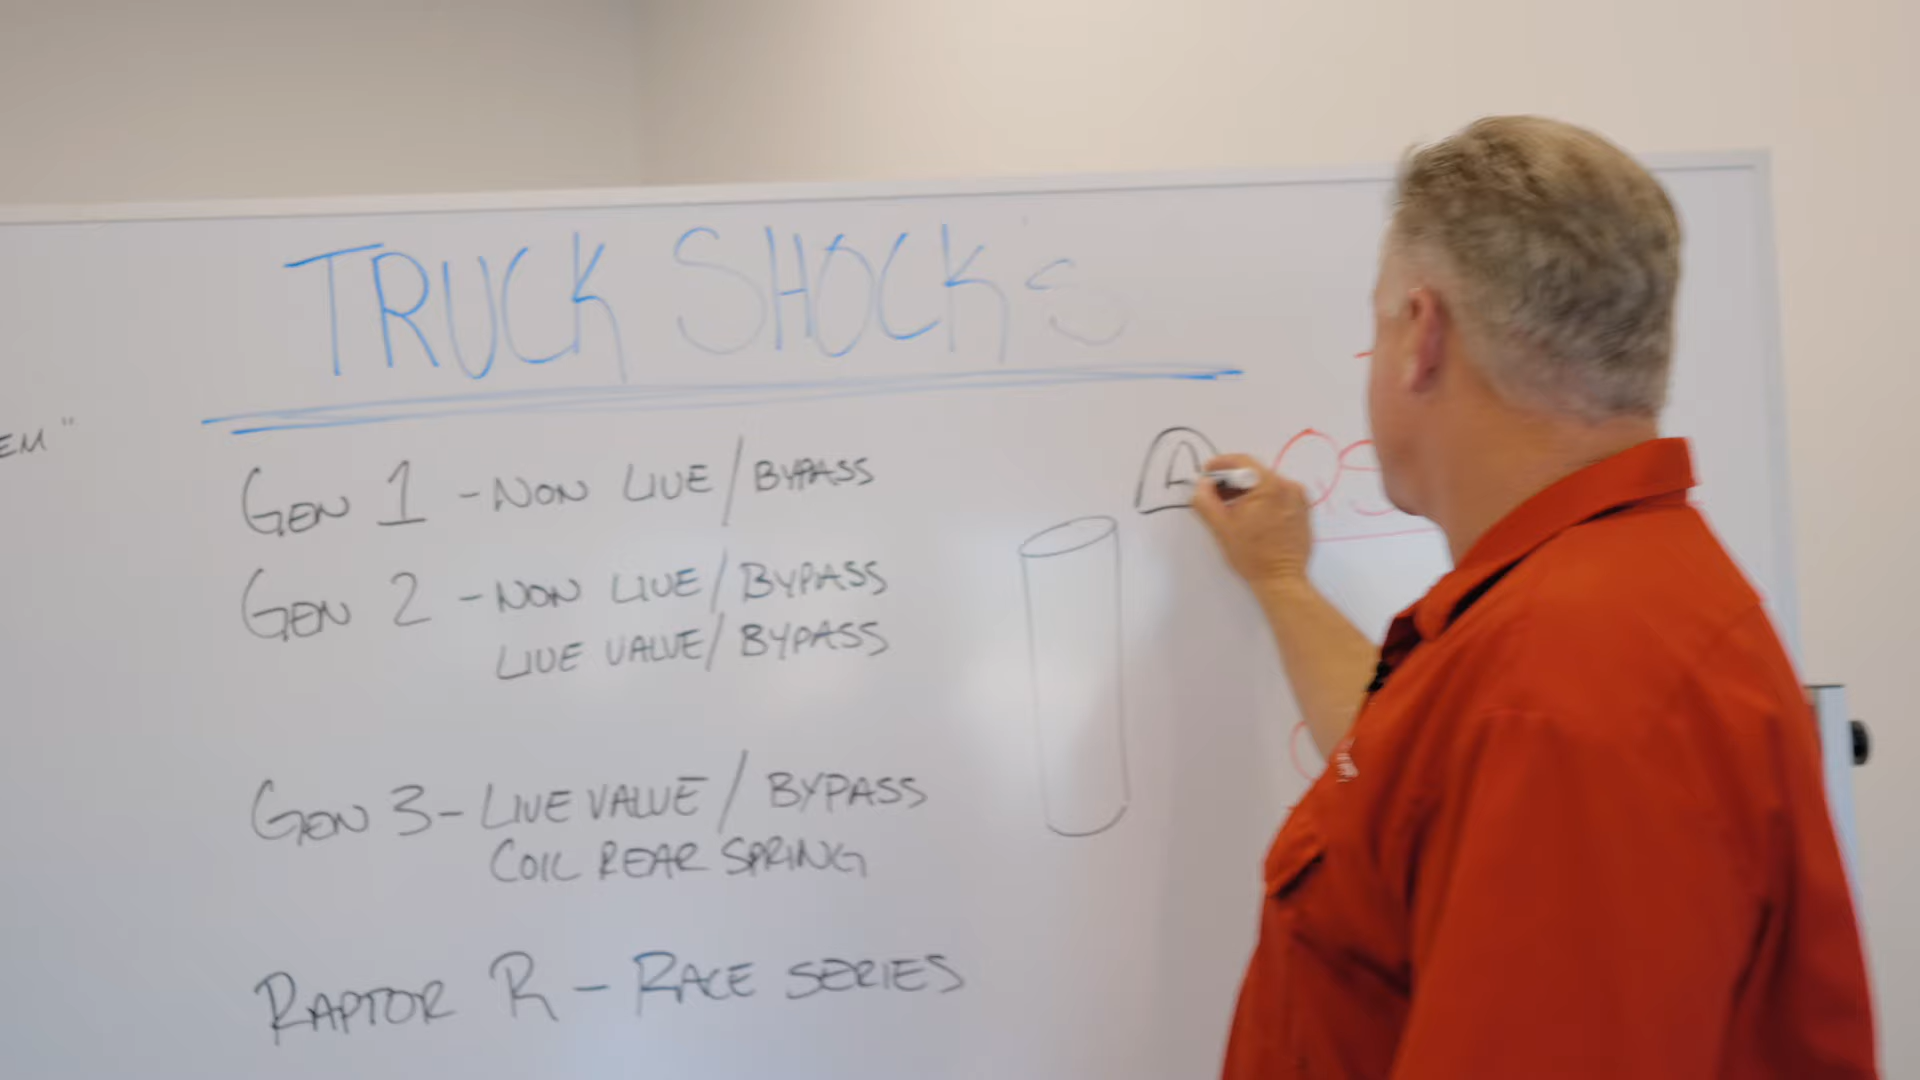 TRUCK SHOCKS
EM"
GEN 1 - NON LIVE / BYPASS
GEN 2 - NON LIVE / BYPASS
LIVE VALVE / BYPASS
GEN 3 - LIVE VALVE / BYPASS
COIL REAR SPRING
RAPTOR R - RACE SERIES